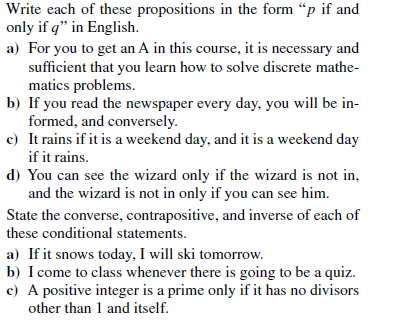 Write each of these propositions in the form “p if and
only if q” in English.
a) For you to get an A in this course, it is necessary and
sufficient that you learn how to solve discrete mathe-
matics problems.
b) If you read the newspaper every day, you will be in-
formed, and conversely.
c) It rains if it is a weekend day, and it is a weekend day
if it rains.
d) You can see the wizard only if the wizard is not in,
and the wizard is not in only if you can see him.
State the converse, contrapositive, and inverse of each of
these conditional statements.
a) If it snows today, I will ski tomorrow.
b) I come to class whenever there is going to be a quiz.
c) A positive integer is a prime only if it has no divisors
other than 1 and itself.